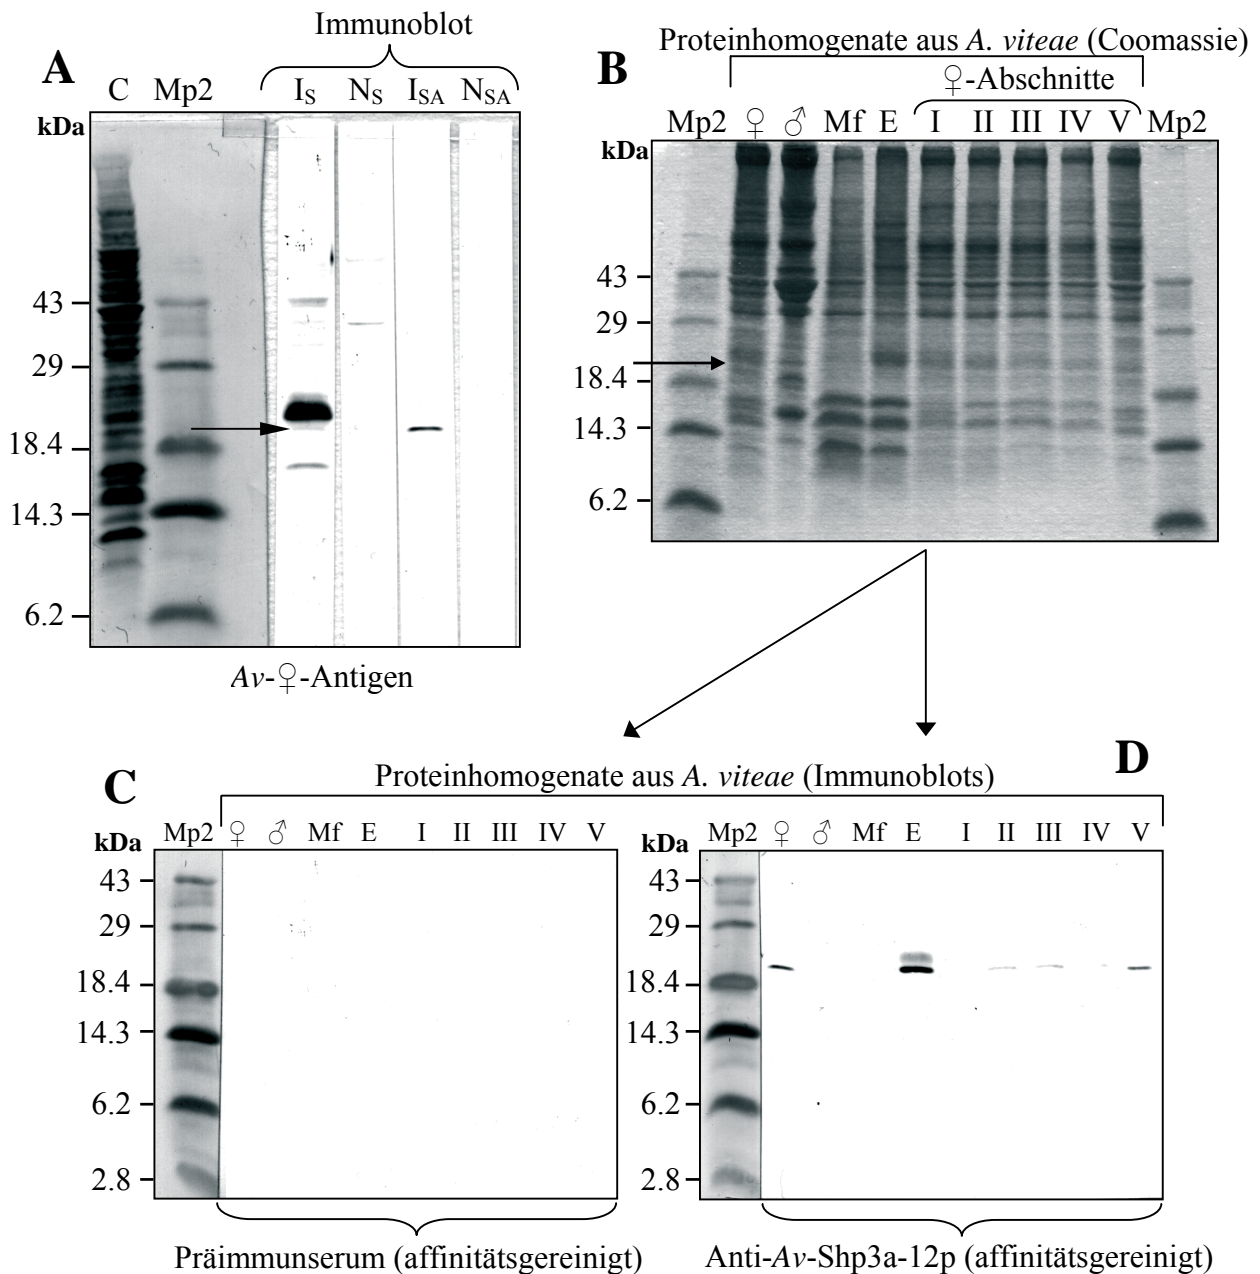 A
Immunoblot
C Mp2 I_S N_S I_SA N_SA
kDa
43
29
18.4
14.3
6.2
Av-♀-Antigen
B
Proteinhomogenate aus A. viteae (Coomassie)
♀-Abschnitte
Mp2 ♀ ♂ Mf E I II III IV V Mp2
kDa
43
29
18.4
14.3
6.2
C
D
Proteinhomogenate aus A. viteae (Immunoblots)
Mp2 ♀ ♂ Mf E I II III IV V
kDa
43
29
18.4
14.3
6.2
2.8
Präimmunserum (affinitätsgereinigt)
Mp2 ♀ ♂ Mf E I II III IV V
kDa
43
29
18.4
14.3
6.2
2.8
Anti-Av-Shp3a-12p (affinitätsgereinigt)